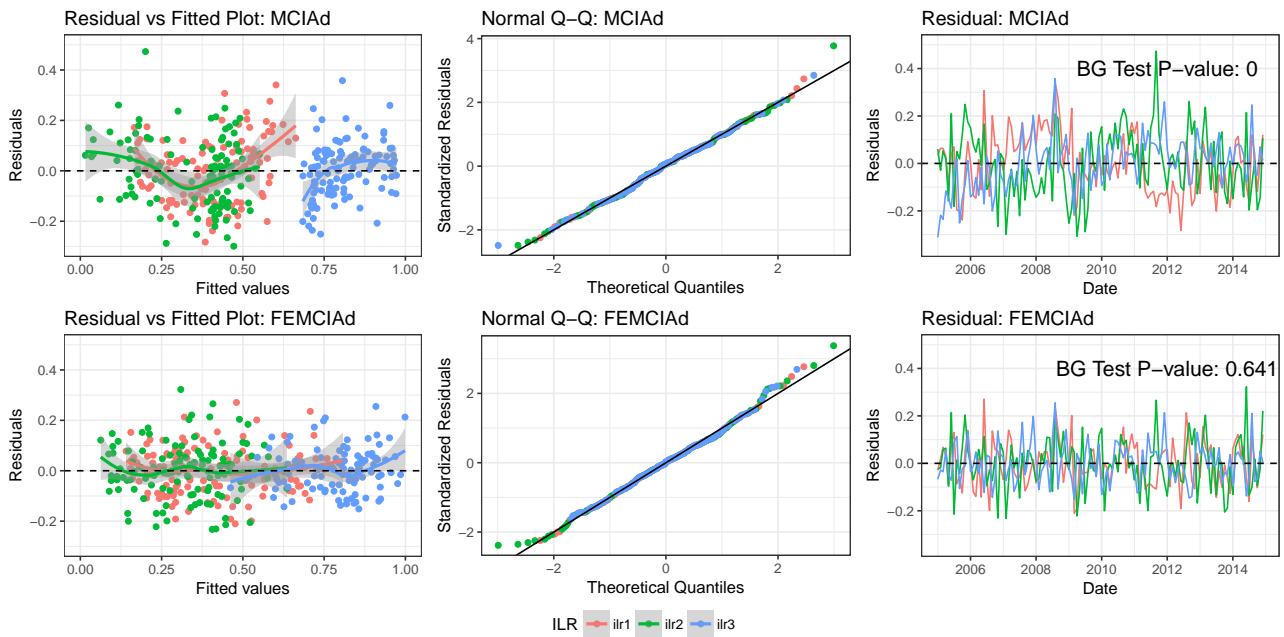 Residual vs Fitted Plot: MCIAd
Residuals
0.4
0.2
0.0
−0.2
0.00
0.25
0.50
0.75
1.00
Fitted values
Normal Q−Q: MCIAd
Standardized Residuals
4
2
0
−2
−2
0
2
Theoretical Quantiles
Residual: MCIAd
BG Test P−value: 0
Residuals
0.4
0.2
0.0
−0.2
2006
2008
2010
2012
2014
Date
Residual vs Fitted Plot: FEMCIAd
Residuals
0.4
0.2
0.0
−0.2
0.00
0.25
0.50
0.75
1.00
Fitted values
Normal Q−Q: FEMCIAd
Standardized Residuals
2
0
−2
−2
0
2
Theoretical Quantiles
Residual: FEMCIAd
BG Test P−value: 0.641
Residuals
0.4
0.2
0.0
−0.2
2006
2008
2010
2012
2014
Date
ILR ilr1 ilr2 ilr3